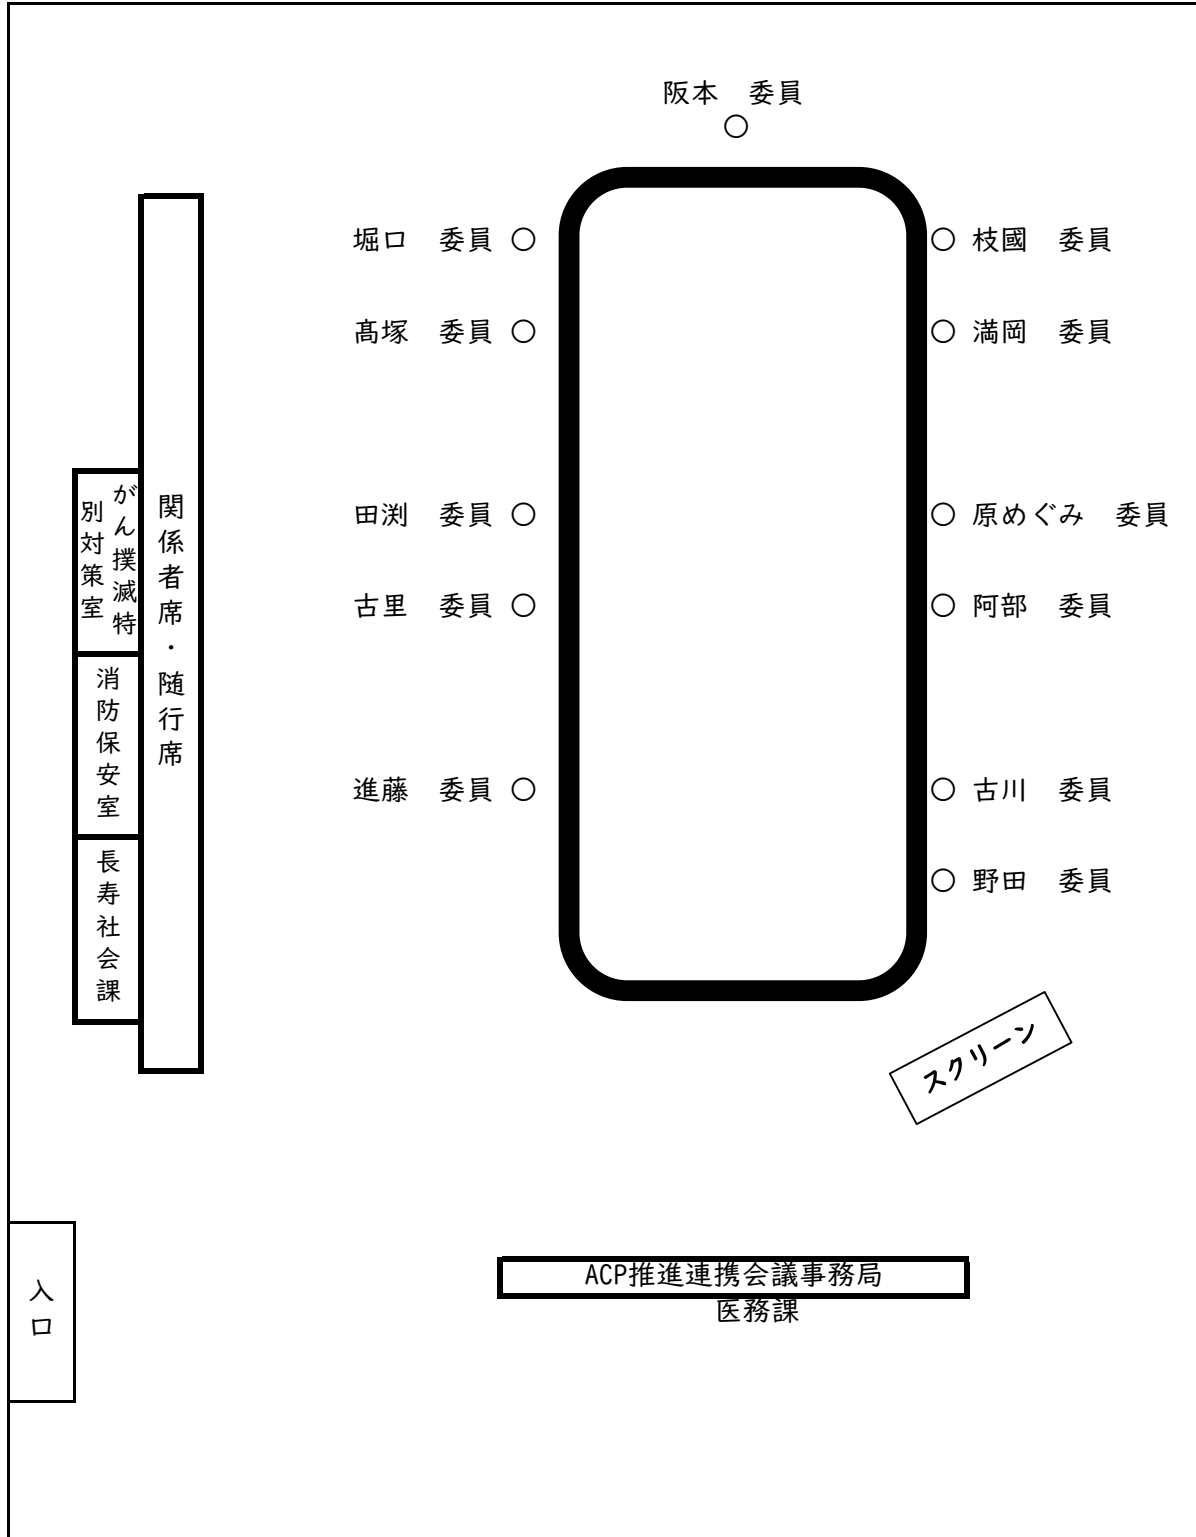 阪本　委員
堀口　委員
枝國　委員
髙塚　委員
満岡　委員
田渕　委員
原めぐみ　委員
古里　委員
阿部　委員
進藤　委員
古川　委員
野田　委員
関係者席・随行席
がん撲滅特
別対策室
消防保安室
長寿社会課
スクリーン
ACP推進連携会議事務局
医務課
入口